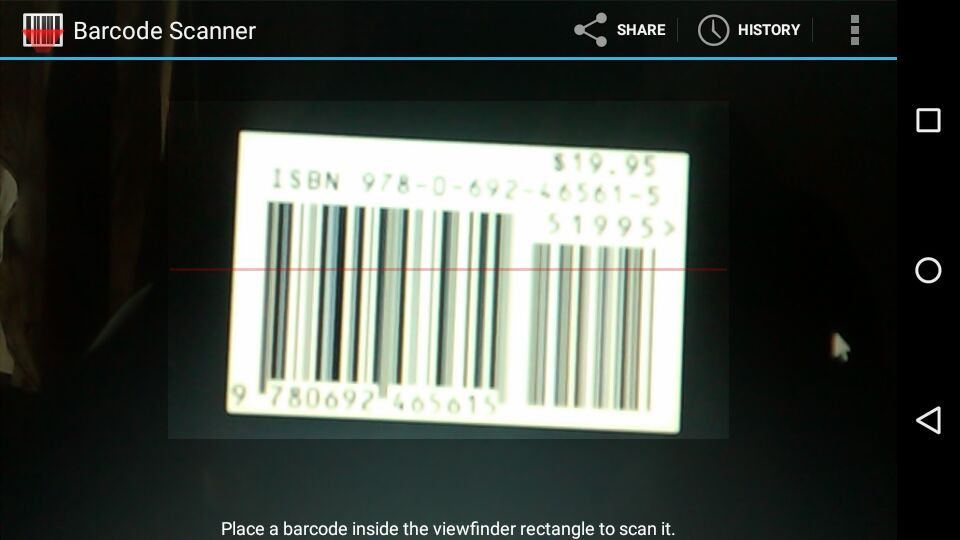 Barcode Scanner
SHARE
HISTORY
$19.95
ISBN 978-0-692-46561-5
51995>
9 780692 465615
Place a barcode inside the viewfinder rectangle to scan it.